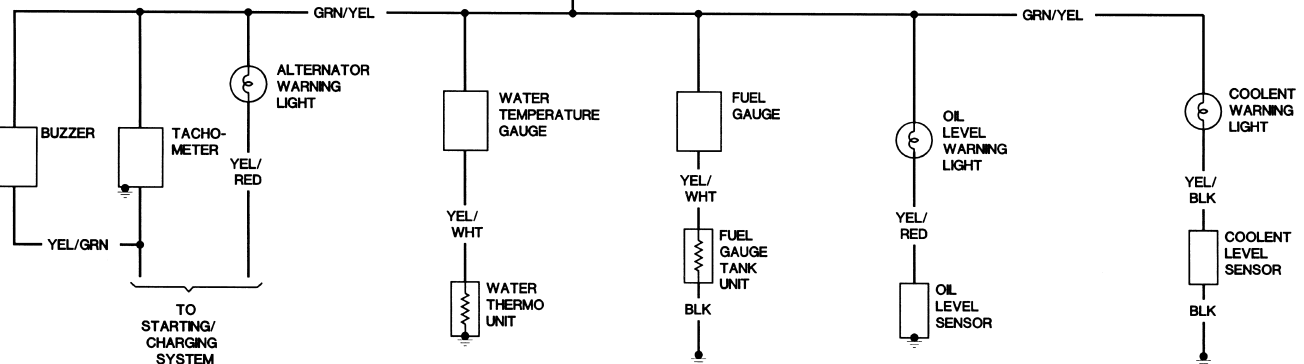 GRN/YEL
GRN/YEL
BUZZER
TACHO-
METER
ALTERNATOR
WARNING
LIGHT
YEL/
RED
YEL/GRN
TO
STARTING/
CHARGING
SYSTEM
WATER
TEMPERATURE
GAUGE
YEL/
WHT
WATER
THERMO
UNIT
FUEL
GAUGE
YEL/
WHT
FUEL
GAUGE
TANK
UNIT
BLK
OIL
LEVEL
WARNING
LIGHT
YEL/
RED
OIL
LEVEL
SENSOR
COOLENT
WARNING
LIGHT
YEL/
BLK
COOLENT
LEVEL
SENSOR
BLK